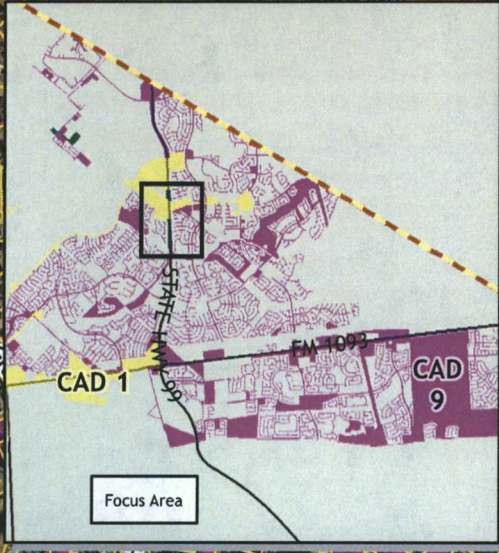 STATE HWY 99
FM 1093
CAD 1
CAD
9
Focus Area